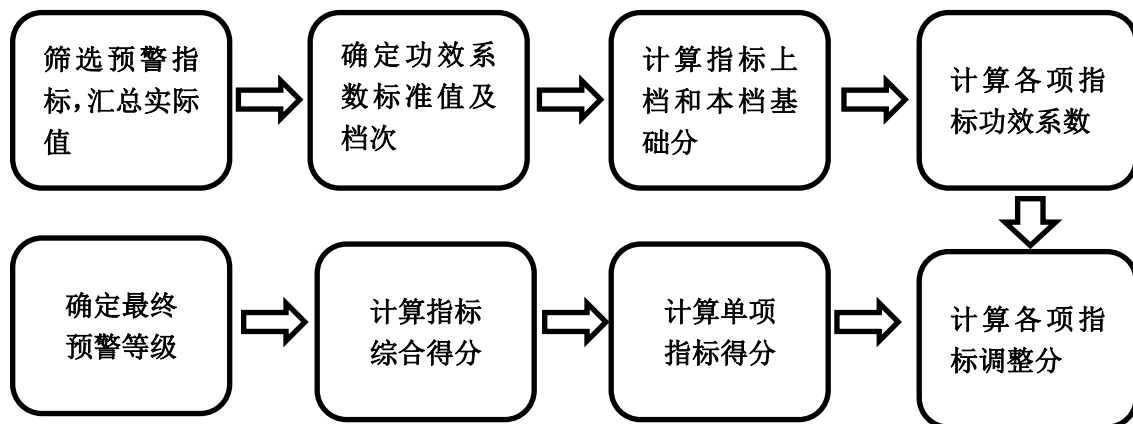 筛选预警指
标,汇总实际
值
确定功效系
数标准值及
档次
计算指标上
档和本档基
础分
计算各项指
标功效系数
确定最终
预警等级
计算指标
综合得分
计算单项
指标得分
计算各项指
标调整分